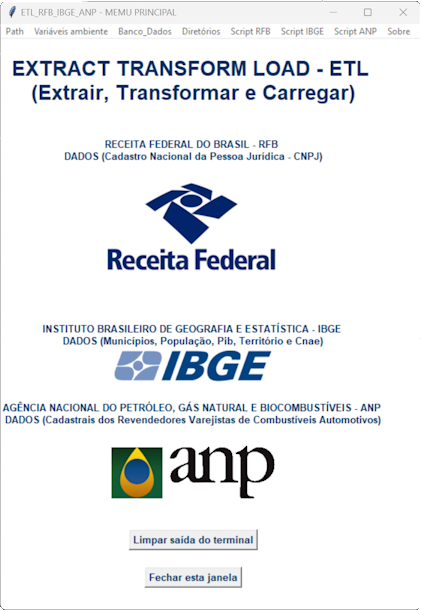 ETL_RFB_IBGE_ANP - MEMU PRINCIPAL
Path Variáveis ambiente Banco_Dados Diretórios Script RFB Script IBGE Script ANP Sobre
EXTRACT TRANSFORM LOAD - ETL
(Extrair, Transformar e Carregar)
RECEITA FEDERAL DO BRASIL - RFB
DADOS (Cadastro Nacional da Pessoa Jurídica - CNPJ)
Receita Federal
INSTITUTO BRASILEIRO DE GEOGRAFIA E ESTATÍSTICA - IBGE
DADOS (Municípios, População, Pib, Território e Cnae)
IBGE
AGÊNCIA NACIONAL DO PETRÓLEO, GÁS NATURAL E BIOCOMBUSTÍVEIS - ANP
DADOS (Cadastrais dos Revendedores Varejistas de Combustíveis Automotivos)
anp
Limpar saída do terminal
Fechar esta janela